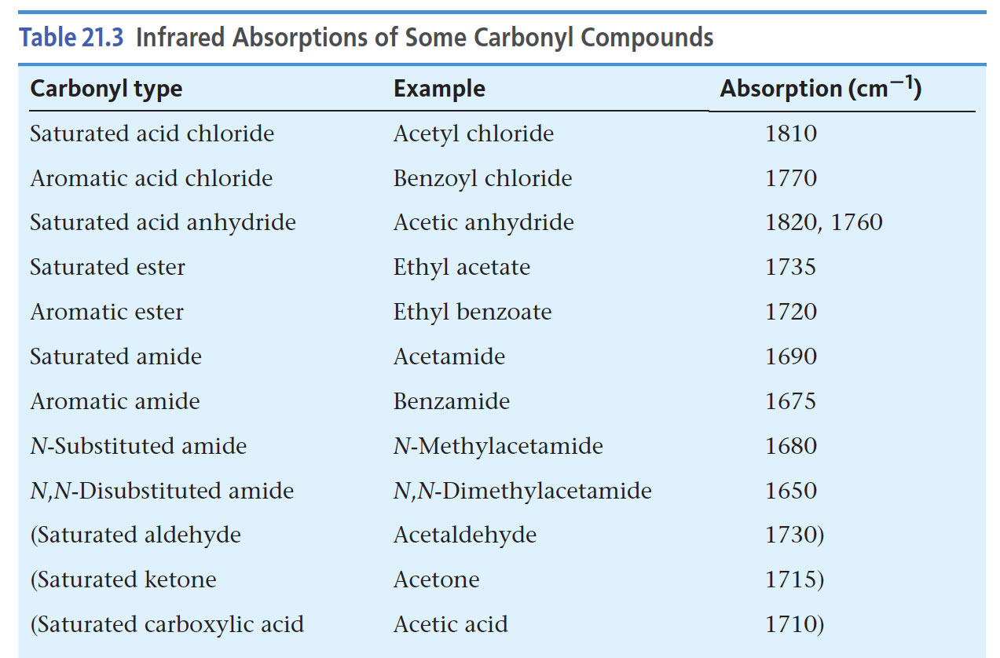 Table 21.3 Infrared Absorptions of Some Carbonyl Compounds
Carbonyl type Example Absorption (cm⁻¹)
Saturated acid chloride Acetyl chloride 1810
Aromatic acid chloride Benzoyl chloride 1770
Saturated acid anhydride Acetic anhydride 1820, 1760
Saturated ester Ethyl acetate 1735
Aromatic ester Ethyl benzoate 1720
Saturated amide Acetamide 1690
Aromatic amide Benzamide 1675
N-Substituted amide N-Methylacetamide 1680
N,N-Disubstituted amide N,N-Dimethylacetamide 1650
(Saturated aldehyde Acetaldehyde 1730)
(Saturated ketone Acetone 1715)
(Saturated carboxylic acid Acetic acid 1710)